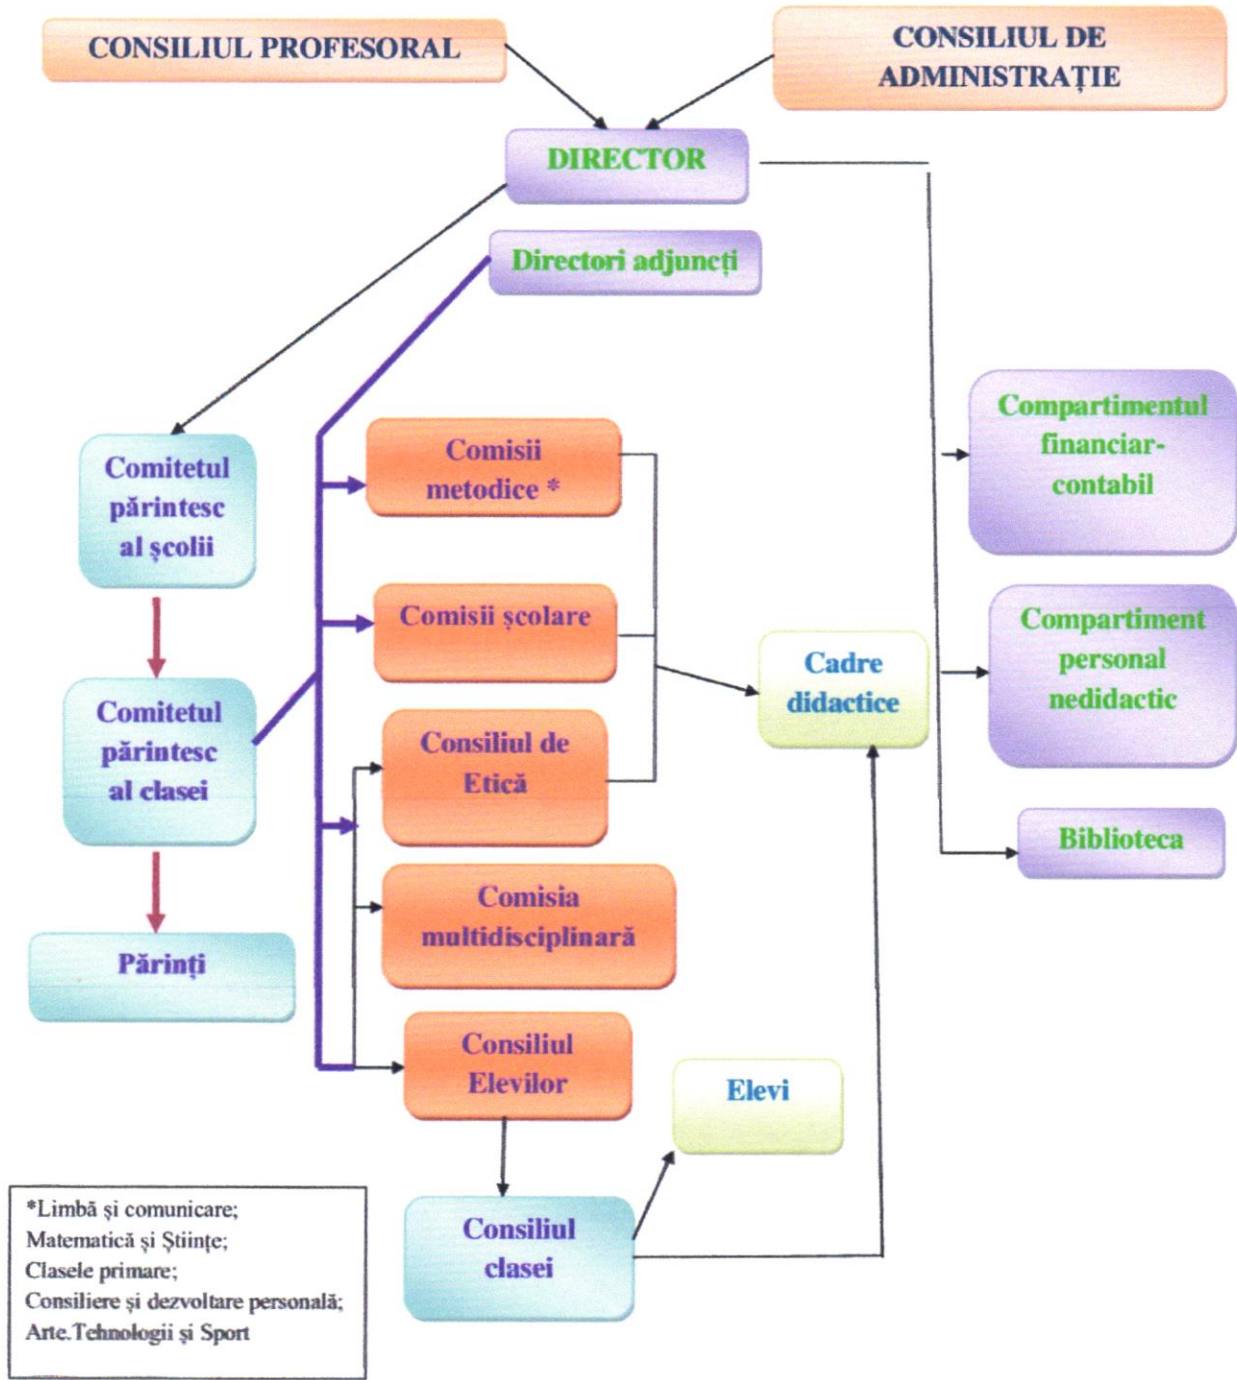 CONSILIUL PROFESORAL
CONSILIUL DE
ADMINISTRAȚIE
DIRECTOR
Directori adjuncți
Compartimentul
financiar-
contabil
Comitetul
părintesc
al școlii
Comisii
metodice *
Comisii școlare
Compartiment
personal
nedidactic
Cadre
didactice
Comitetul
părintesc
al clasei
Consiliul de
Etică
Biblioteca
Comisia
multidisciplinară
Părinți
Consiliul
Elevilor
Elevi
Consiliul
clasei
*Limbă și comunicare;
Matematică și Științe;
Clasele primare;
Consiliere și dezvoltare personală;
Arte.Tehnologii și Sport